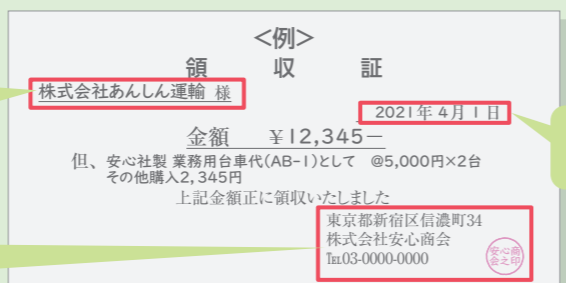 <例>
領 収 証
株式会社あんしん運輸 様
2021年 4月 1 日
金額 ¥12,345−
但、安心社製 業務用台車代(AB-1)として @5,000円×2台
その他購入2,345円
上記金額正に領収いたしました
東京都新宿区信濃町34
株式会社安心商会
℡03-0000-0000
安心商会之印